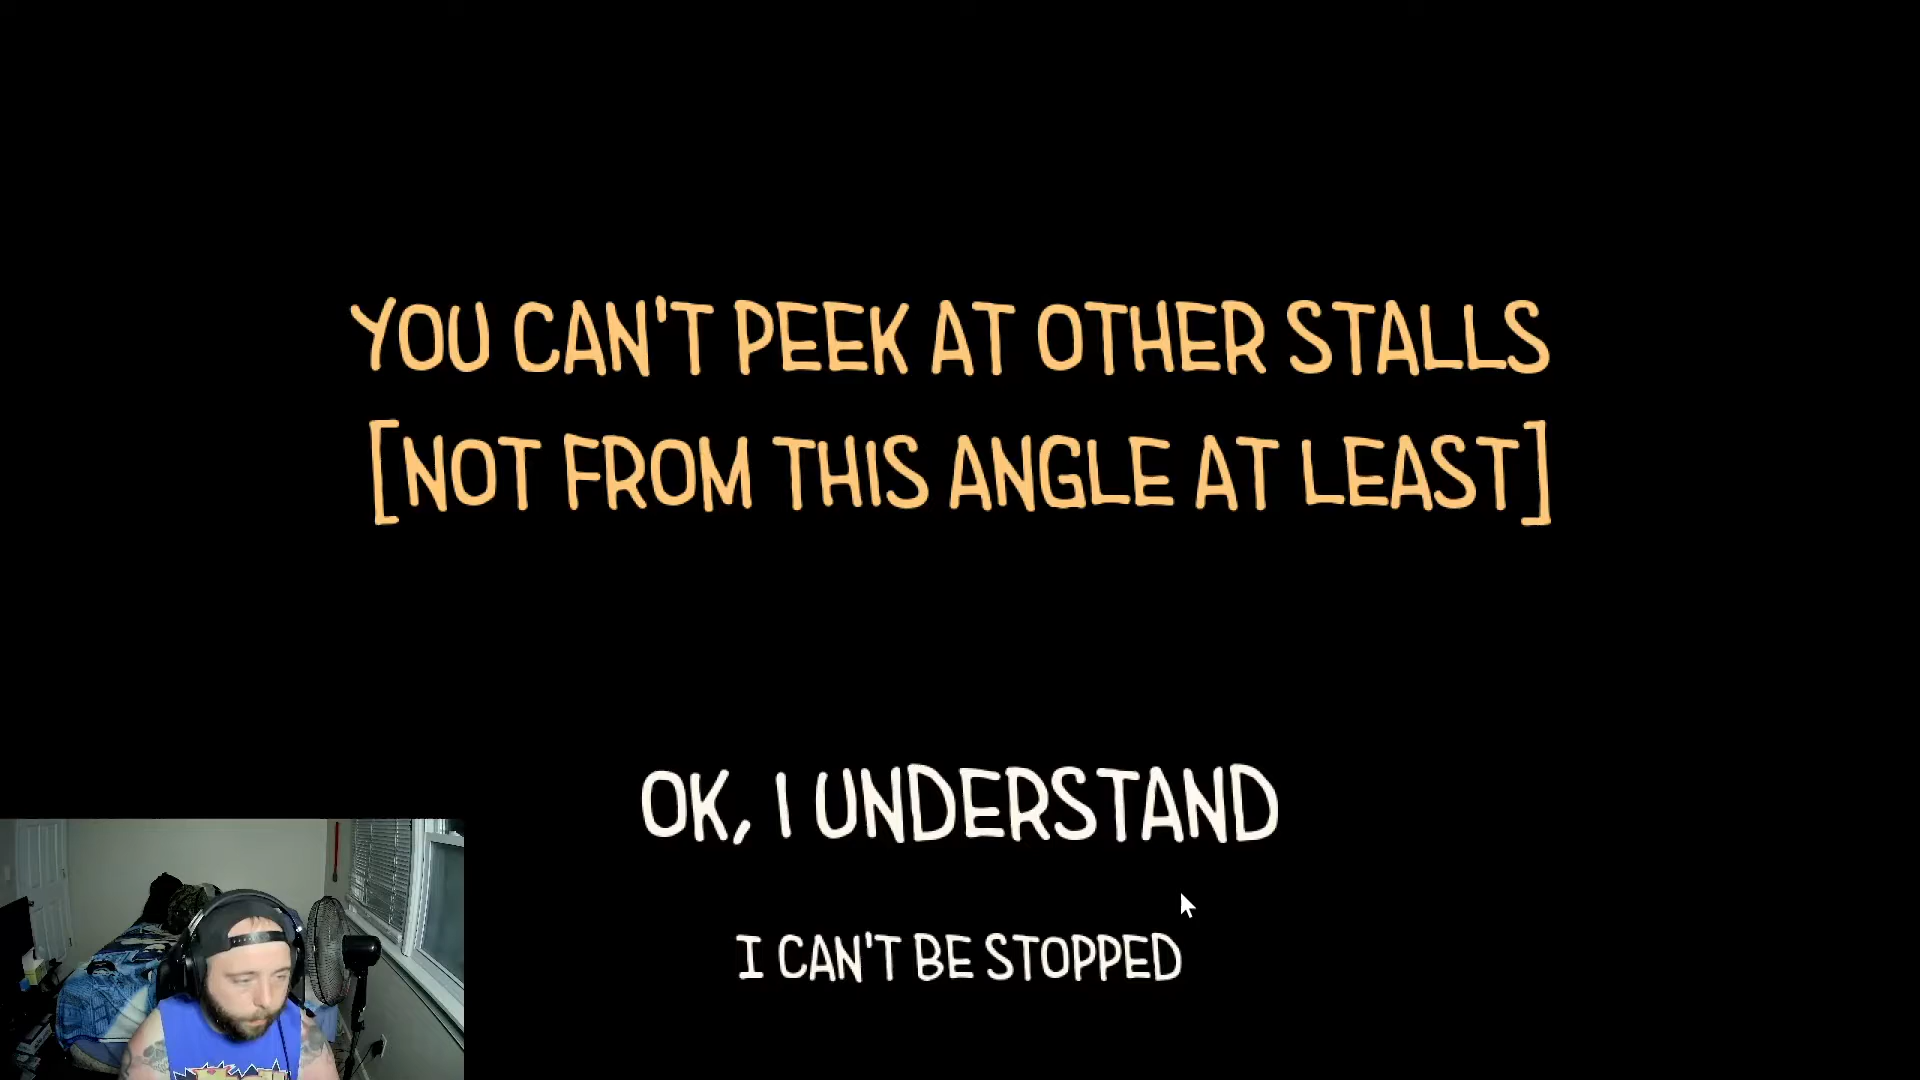 YOU CAN'T PEEK AT OTHER STALLS
[NOT FROM THIS ANGLE AT LEAST]
OK, I UNDERSTAND
I CAN'T BE STOPPED